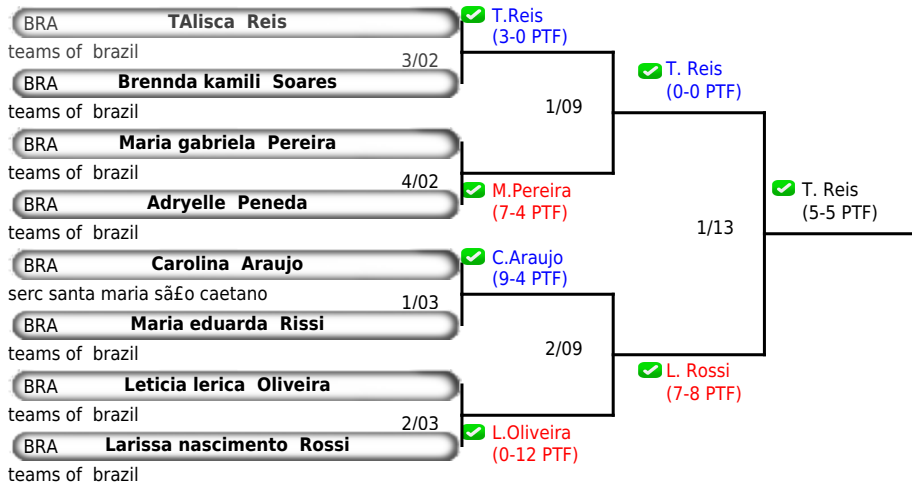 BRA TAlisca Reis
teams of brazil
3/02
BRA Brennda kamili Soares
teams of brazil
BRA Maria gabriela Pereira
teams of brazil
4/02
BRA Adryelle Peneda
teams of brazil
BRA Carolina Araujo
serc santa maria sã£o caetano
1/03
BRA Maria eduarda Rissi
teams of brazil
BRA Leticia lerica Oliveira
teams of brazil
2/03
BRA Larissa nascimento Rossi
teams of brazil
T.Reis
(3-0 PTF)
1/09
M.Pereira
(7-4 PTF)
C.Araujo
(9-4 PTF)
2/09
L.Oliveira
(0-12 PTF)
T. Reis
(0-0 PTF)
1/13
L. Rossi
(7-8 PTF)
T. Reis
(5-5 PTF)